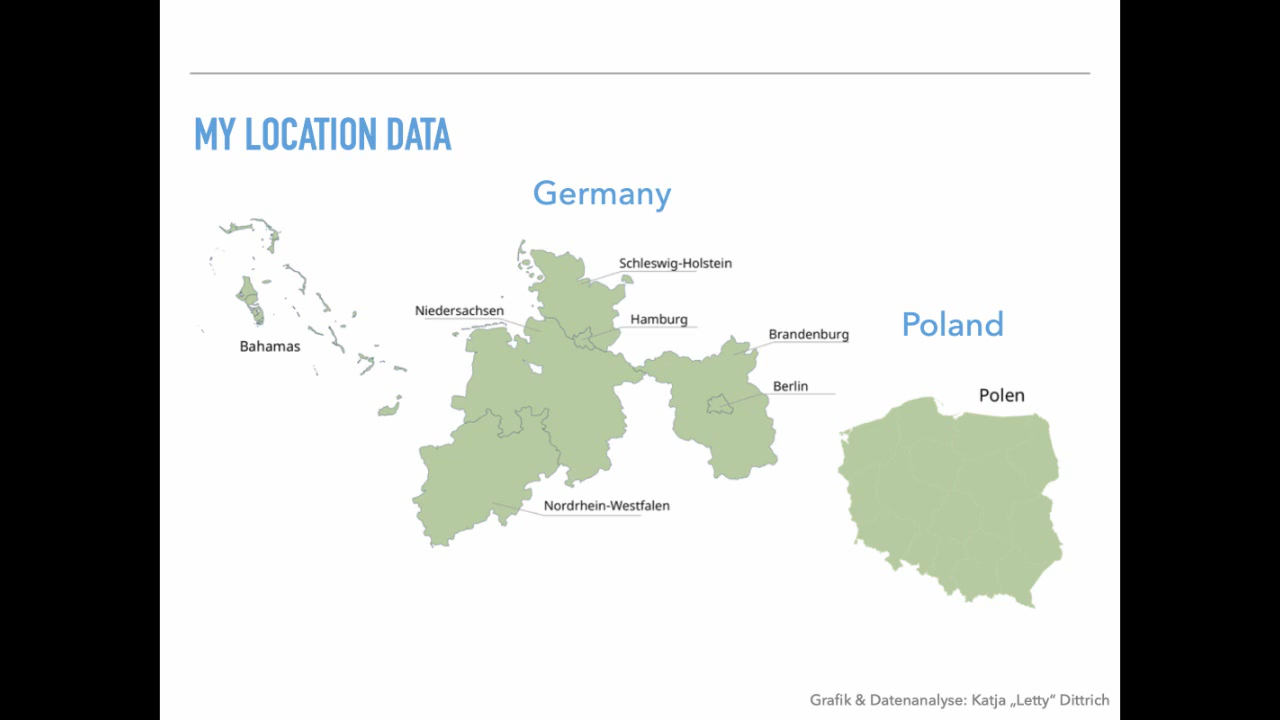 MY LOCATION DATA
Germany
Schleswig-Holstein
Niedersachsen
Hamburg
Brandenburg
Poland
Bahamas
Berlin
Polen
Nordrhein-Westfalen
Grafik & Datenanalyse: Katja „Letty“ Dittrich